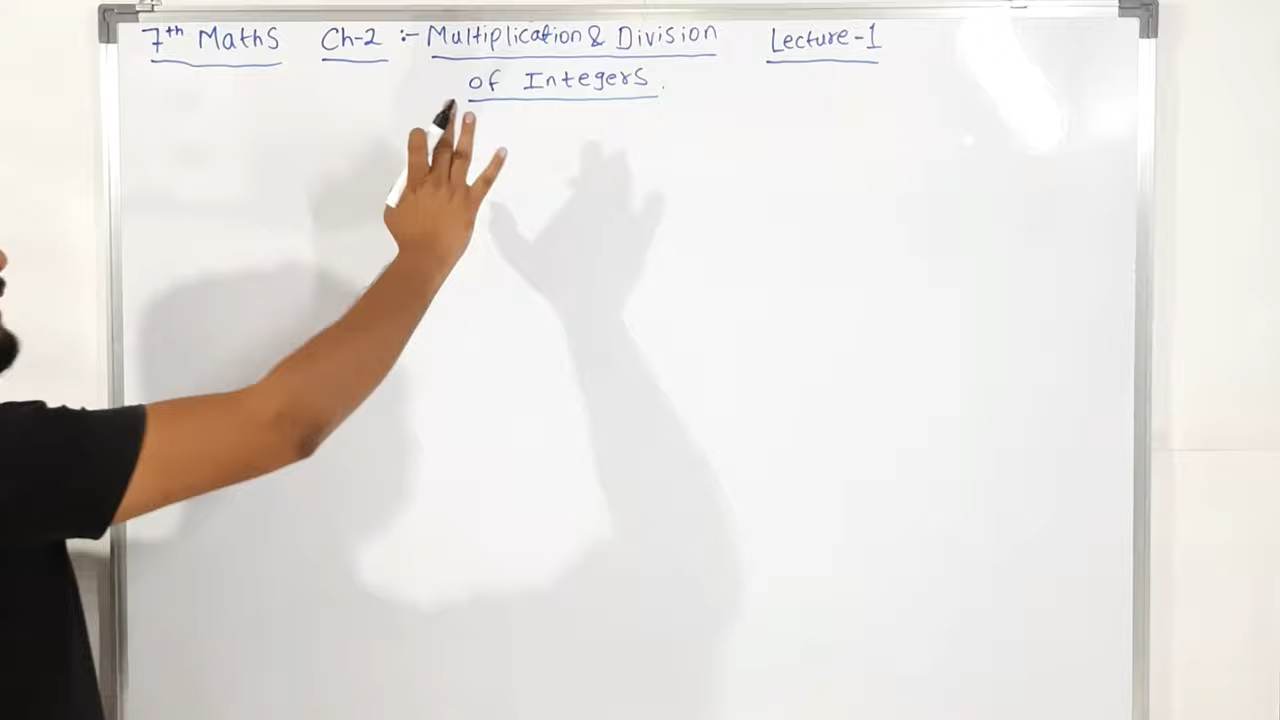 7th Maths Ch-2 :- Multiplication & Division Lecture-1
of Integers.